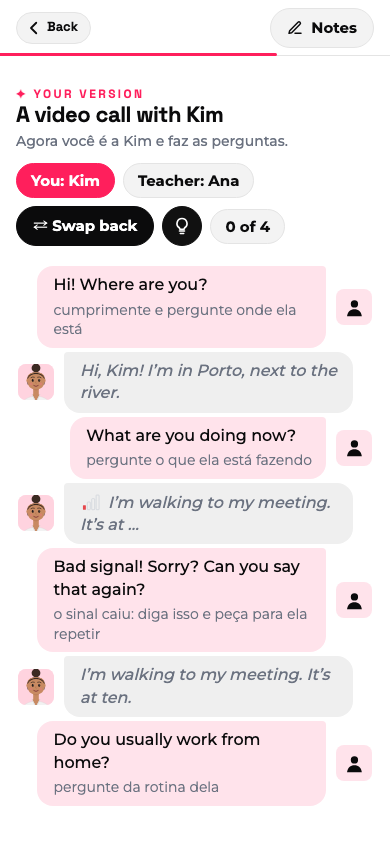 Back
Notes
YOUR VERSION
A video call with Kim
Agora você é a Kim e faz as perguntas.
You: Kim
Teacher: Ana
Swap back
0 of 4
Hi! Where are you?
cumprimente e pergunte onde ela
está
Hi, Kim! I'm in Porto, next to the
river.
What are you doing now?
pergunte o que ela está fazendo
I'm walking to my meeting.
It's at ...
Bad signal! Sorry? Can you say
that again?
o sinal caiu: diga isso e peça para ela
repetir
I'm walking to my meeting. It's
at ten.
Do you usually work from
home?
pergunte da rotina dela